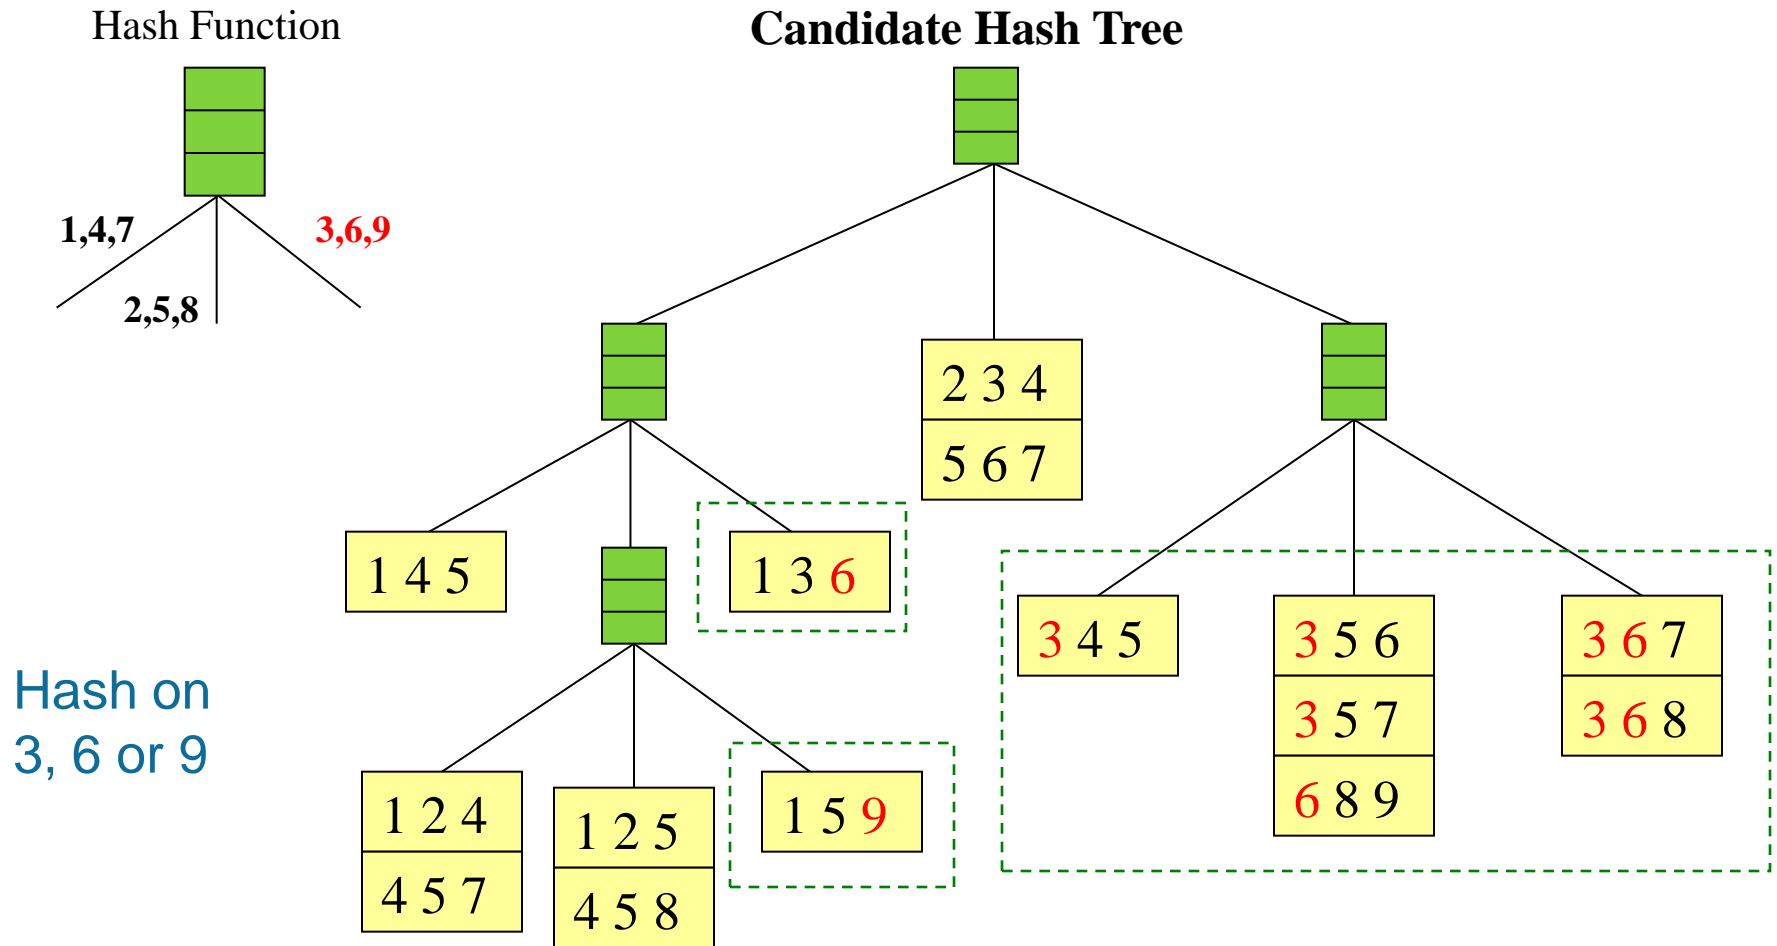 Hash Function
Candidate Hash Tree
1,4,7
3,6,9
2,5,8
2 3 4
5 6 7
1 4 5
1 3 6
3 4 5
3 5 6
3 6 7
3 5 7
3 6 8
6 8 9
Hash on
3, 6 or 9
1 2 4
1 2 5
1 5 9
4 5 7
4 5 8